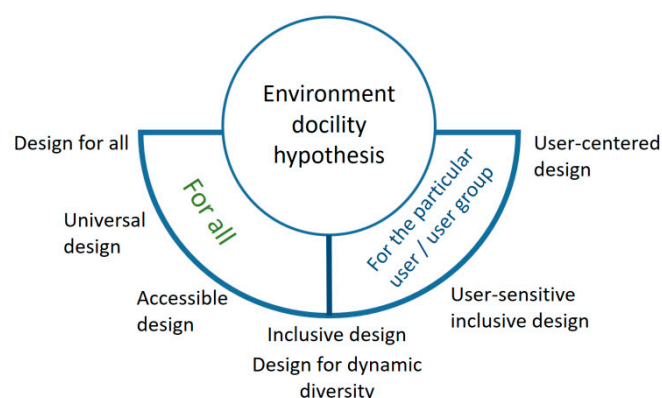 Environment
docility
hypothesis
Design for all
Universal
design
Accessible
design
Inclusive design
Design for dynamic
diversity
User-sensitive
inclusive design
User-centered
design
For all
For the particular
user / user group